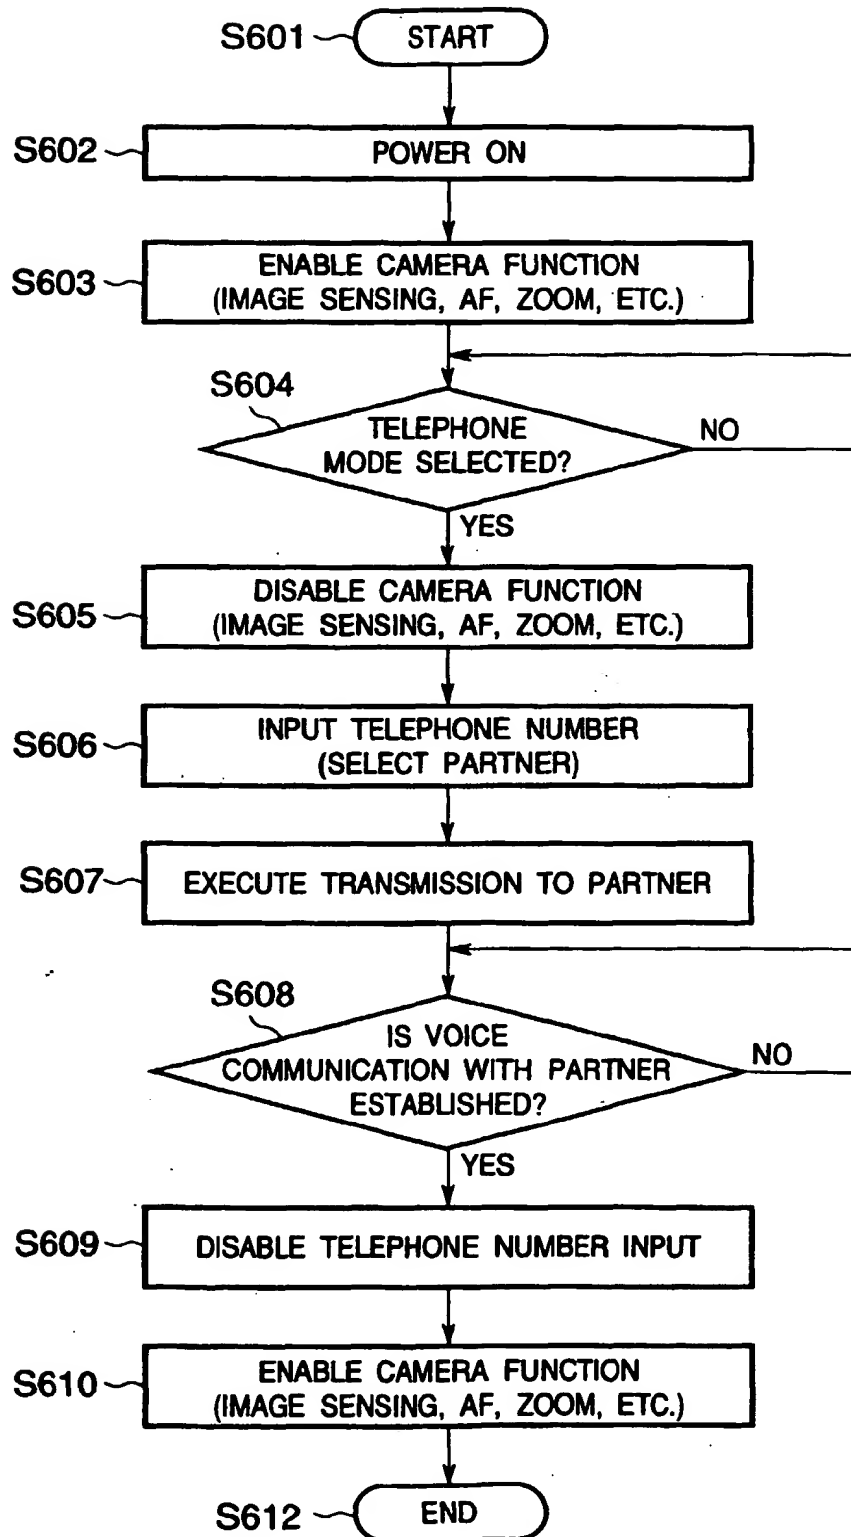 S601
START
S602
POWER ON
S603
ENABLE CAMERA FUNCTION
(IMAGE SENSING, AF, ZOOM, ETC.)
S604
TELEPHONE
MODE SELECTED?
NO
YES
S605
DISABLE CAMERA FUNCTION
(IMAGE SENSING, AF, ZOOM, ETC.)
S606
INPUT TELEPHONE NUMBER
(SELECT PARTNER)
S607
EXECUTE TRANSMISSION TO PARTNER
S608
IS VOICE
COMMUNICATION WITH PARTNER
ESTABLISHED?
NO
YES
S609
DISABLE TELEPHONE NUMBER INPUT
S610
ENABLE CAMERA FUNCTION
(IMAGE SENSING, AF, ZOOM, ETC.)
S612
END